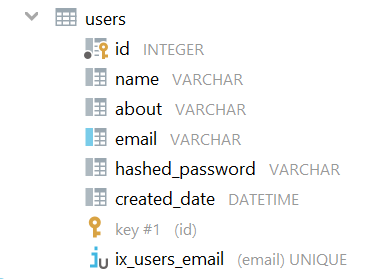 users
id INTEGER
name VARCHAR
about VARCHAR
email VARCHAR
hashed_password VARCHAR
created_date DATETIME
key #1 (id)
ix_users_email (email) UNIQUE